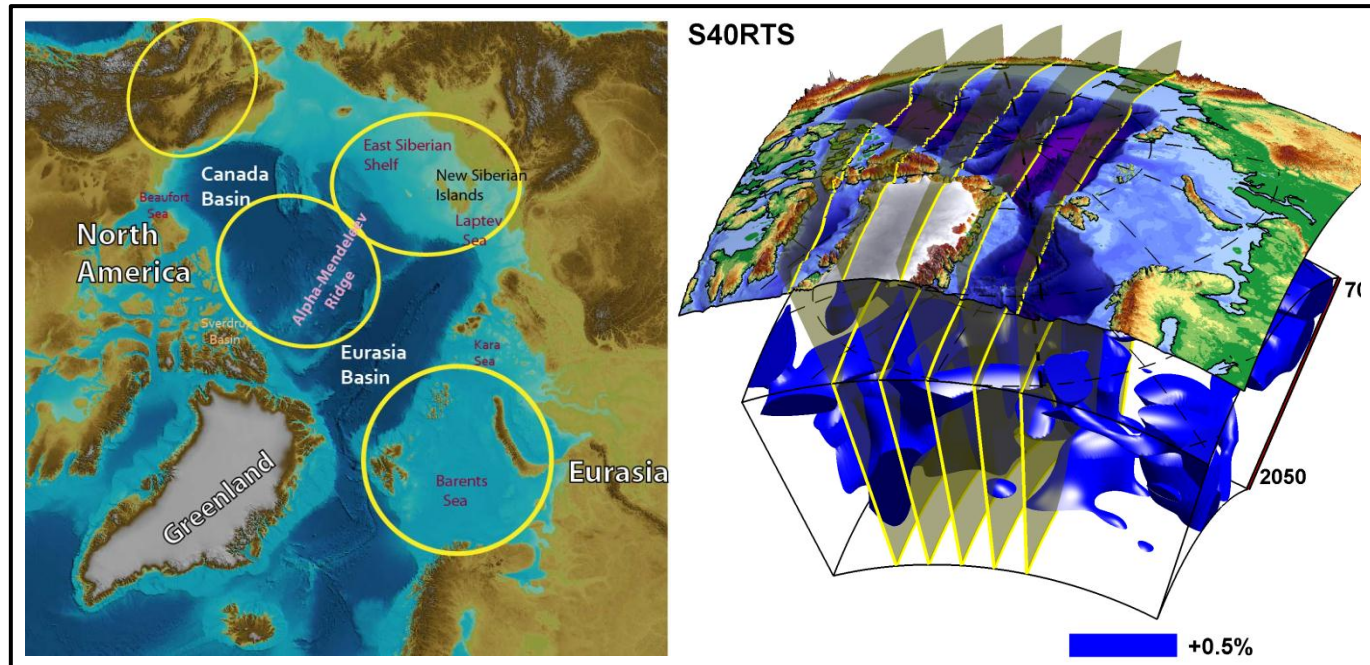 S40RTS
East Siberian
Shelf
New Siberian
Islands
Laptev
Sea
Canada
Basin
Beaufort
Sea
North
America
Alpha-Mendeleev
Ridge
Sverdrup
Basin
Eurasia
Basin
Kara
Sea
Greenland
Barents
Sea
Eurasia
70
2050
+0.5%